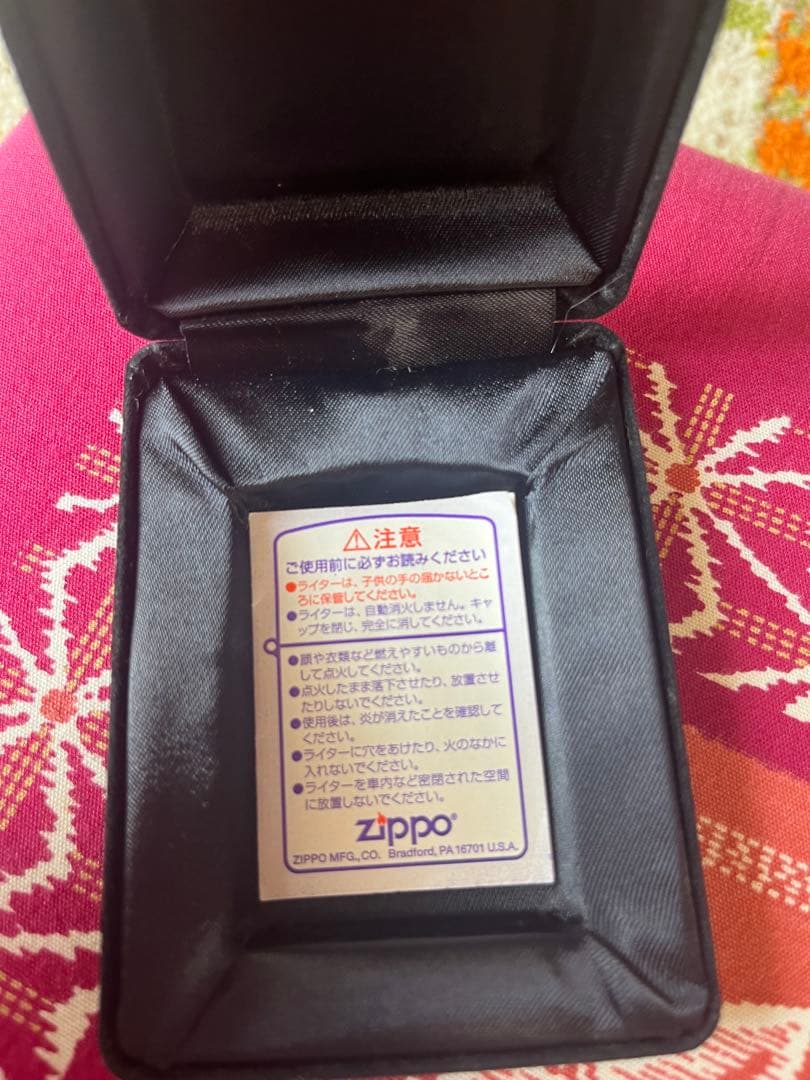 ⚠注意
ご使用前に必ずお読みください
●ライターは、子供の手の届かないとこ
ろに保管してください。
●ライターは、自動消火しません。キャ
ップを閉じ、完全に消してください。
●顔や衣類など燃えやすいものから離
して点火してください。
●点火したまま落下させたり、放置させ
たりしないでください。
●使用後は、炎が消えたことを確認して
ください。
●ライターに穴をあけたり、火のなかに
入れないでください。
●ライターを車内など密閉された空間
に放置しないでください。
zippo®
ZIPPO MFG.,CO. Bradford, PA 16701 U.S.A.